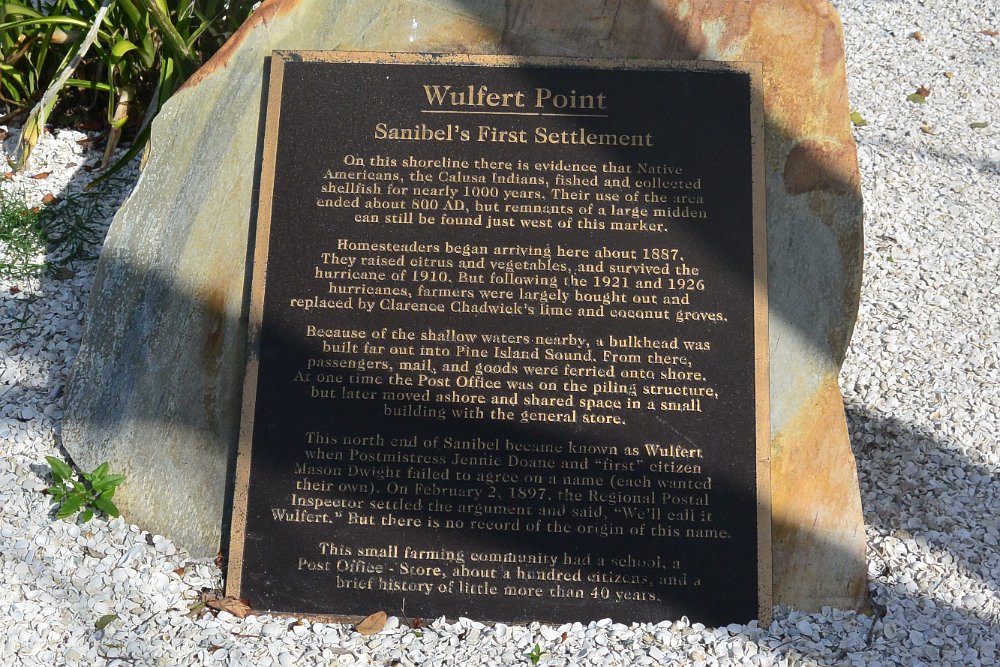 Wulfert Point
Sanibel's First Settlement
On this shoreline there is evidence that Native
Americans, the Calusa Indians, fished and collected
shellfish for nearly 1000 years. Their use of the area
ended about 800 AD, but remnants of a large midden
can still be found just west of this marker.
Homesteaders began arriving here about 1887.
They raised citrus and vegetables, and survived the
hurricane of 1910. But following the 1921 and 1926
hurricanes, farmers were largely bought out and
replaced by Clarence Chadwick's lime and coconut groves.
Because of the shallow waters nearby, a bulkhead was
built far out into Pine Island Sound. From there,
passengers, mail, and goods were ferried onto shore.
At one time the Post Office was on the piling structure,
but later moved ashore and shared space in a small
building with the general store.
This north end of Sanibel became known as Wulfert
when Postmistress Jennie Doane and "first" citizen
Mason Dwight failed to agree on a name (each wanted
their own). On February 2, 1897, the Regional Postal
Inspector settled the argument and said, "We'll call it
Wulfert." But there is no record of the origin of this name.
This small farming community had a school, a
Post Office - Store, about a hundred citizens, and a
brief history of little more than 40 years.